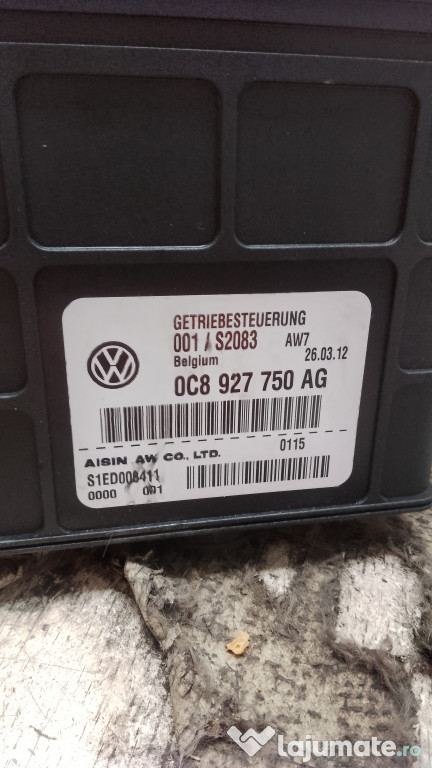 GETRIEBESTEUERUNG
001 / S2083 AW7
Belgium 26.03.12
0C8 927 750 AG
AISIN AW CO., LTD. 0115
S1ED008411
0000 001
lajumate.ro